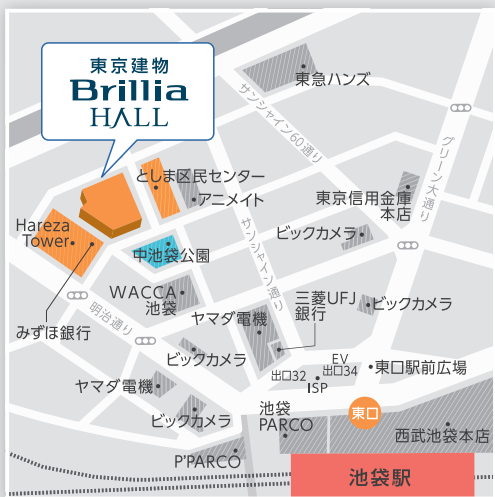 東京建物
Brillia
HALL
東急ハンズ
サンシャイン60通り
グリーン大通り
としま区民センター
アニメイト
東京信用金庫
本店
Hareza
Tower
中池袋公園
サンシャイン通り
ビックカメラ
WACCA
池袋
三菱UFJ
銀行
ビックカメラ
みずほ銀行
明治通り
ヤマダ電機
ビックカメラ
EV
出口32
出口34
東口駅前広場
ISP
ヤマダ電機
ビックカメラ
池袋
PARCO
東口
西武池袋本店
P'PARCO
池袋駅